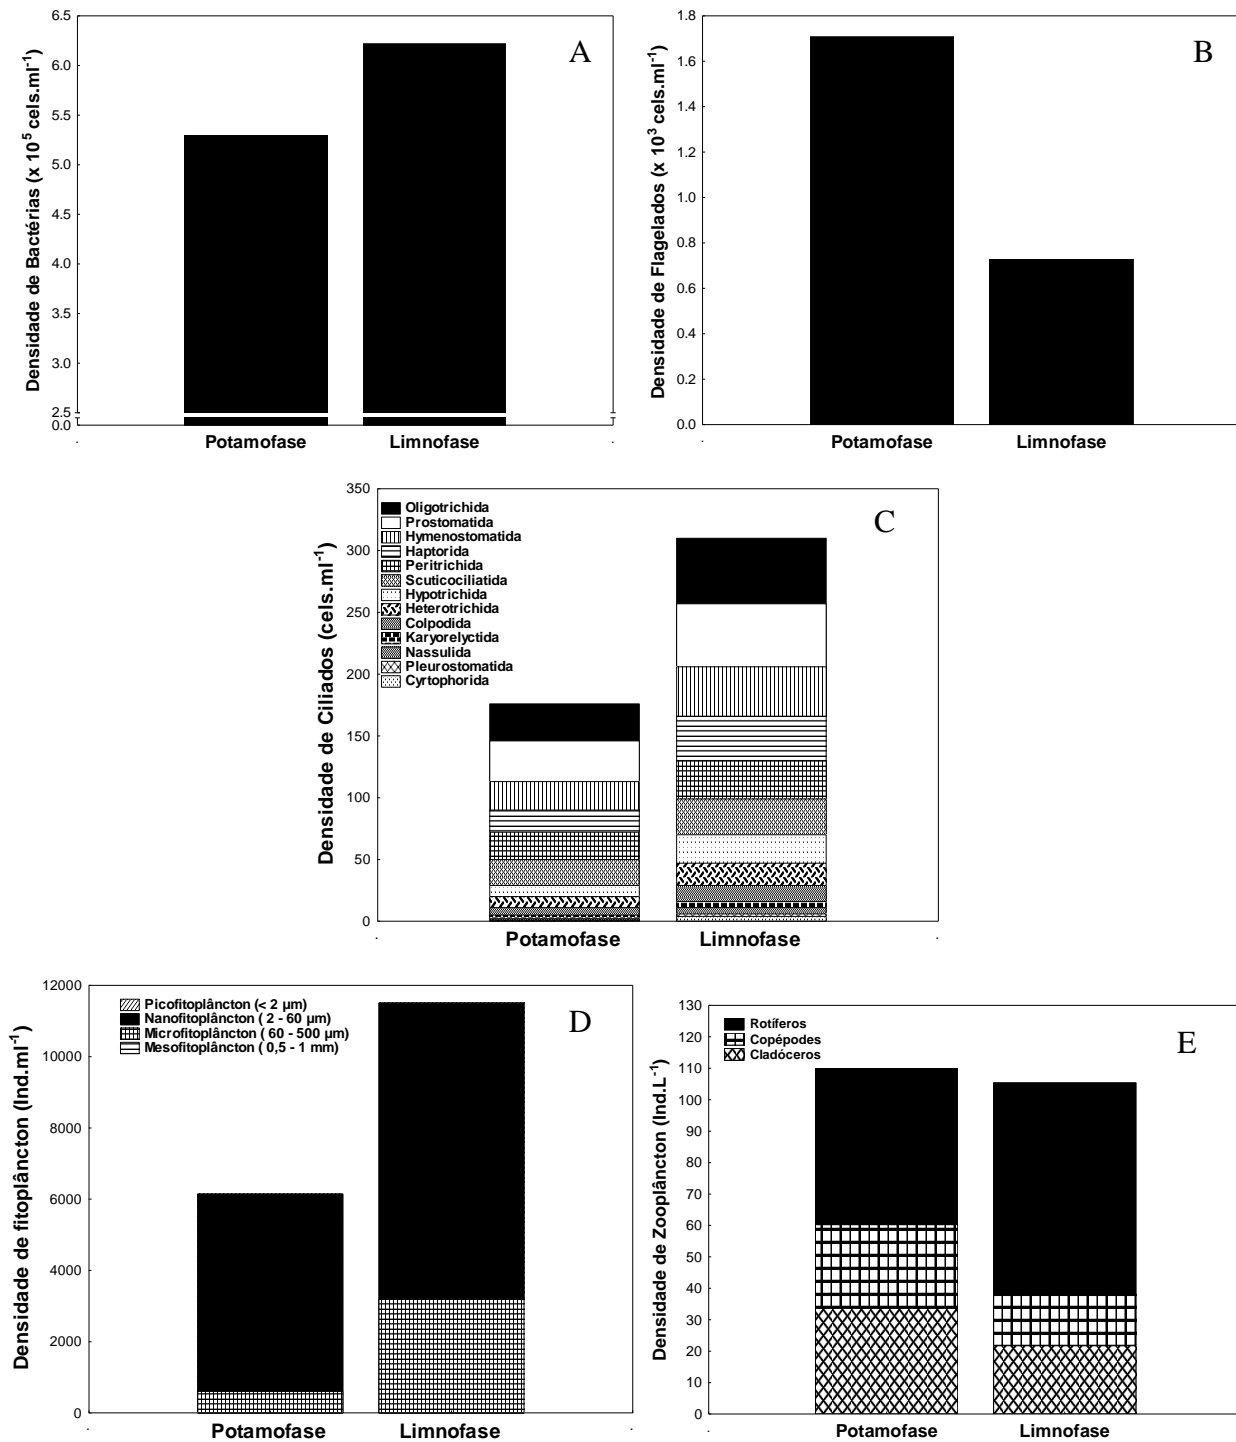 A
Densidade de Bactérias (x 10⁵ cels.ml⁻¹)
6.5
6.0
5.5
5.0
4.5
4.0
3.5
3.0
2.5
0.0
Potamofase Limnofase
B
Densidade de Flagelados (x 10³ cels.ml⁻¹)
1.8
1.6
1.4
1.2
1.0
0.8
0.6
0.4
0.2
0.0
Potamofase Limnofase
C
Densidade de Ciliados (cels.ml⁻¹)
350
300
250
200
150
100
50
0
Oligotrichida
Prostomatida
Hymenostomatida
Haptorida
Peritrichida
Scuticociliatida
Hypotrichida
Heterotrichida
Colpodida
Karyorelyctida
Nassulida
Pleurostomatida
Cyrtophorida
Potamofase Limnofase
D
Densidade de fitoplâncton (Ind.ml⁻¹)
12000
10000
8000
6000
4000
2000
0
Picofitoplâncton (< 2 µm)
Nanofitoplâncton ( 2 - 60 µm)
Microfitoplâncton ( 60 - 500 µm)
Mesofitoplâncton ( 0,5 - 1 mm)
Potamofase Limnofase
E
Densidade de Zooplâncton (Ind.L⁻¹)
130
120
110
100
90
80
70
60
50
40
30
20
10
0
Rotíferos
Copépodes
Cladóceros
Potamofase Limnofase